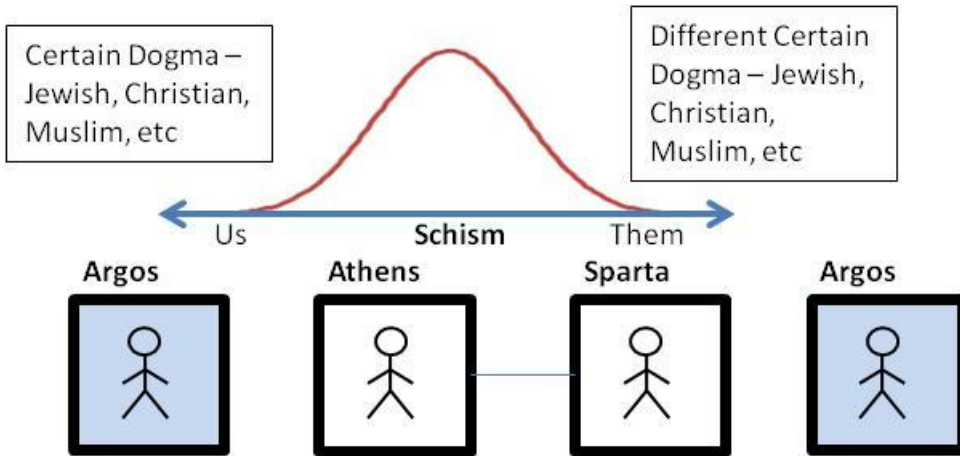 Certain Dogma –
Jewish, Christian,
Muslim, etc
Different Certain
Dogma – Jewish,
Christian,
Muslim, etc
Us Schism Them
Argos Athens Sparta Argos